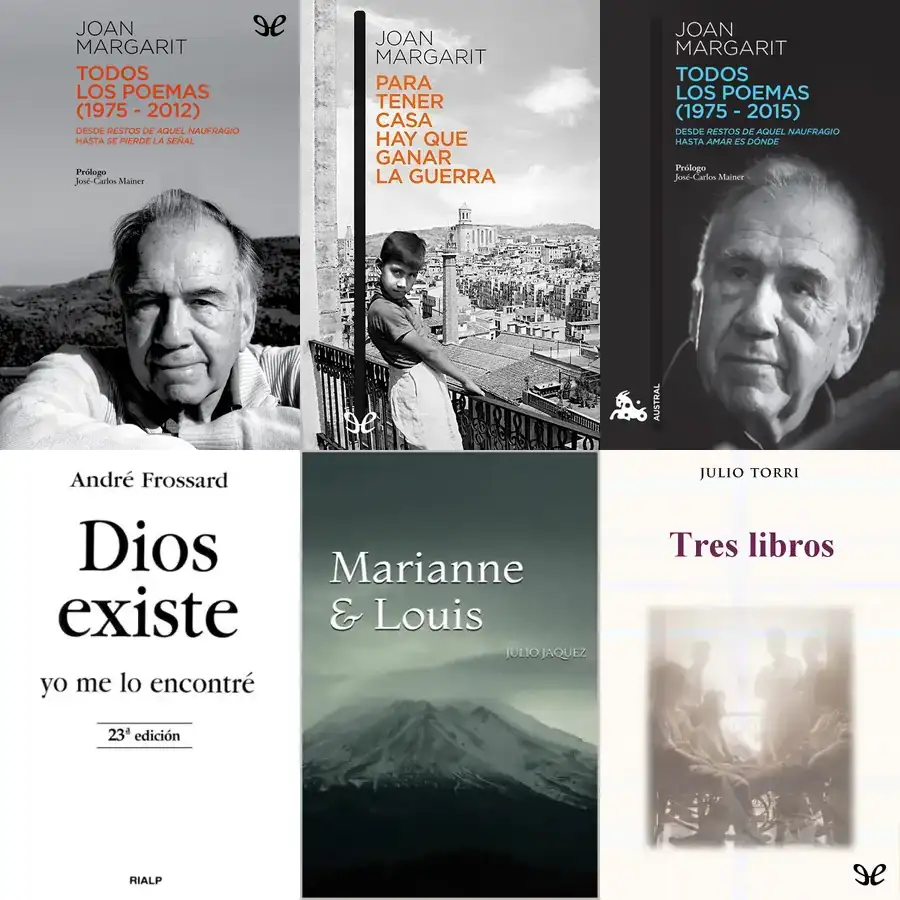 JOAN
MARGARIT
TODOS
LOS POEMAS
(1975 - 2012)
DESDE RESTOS DE AQUEL NAUFRAGIO
HASTA SE PIERDE LA SEÑAL
Prólogo
José-Carlos Mainer
JOAN
MARGARIT
PARA
TENER
CASA
HAY QUE
GANAR
LA GUERRA
JOAN
MARGARIT
TODOS
LOS POEMAS
(1975 - 2015)
DESDE RESTOS DE AQUEL NAUFRAGIO
HASTA AMAR ES DÓNDE
Prólogo
José-Carlos Mainer
AUSTRAL
André Frossard
Dios
existe
yo me lo encontré
23ª edición
RIALP
Marianne
& Louis
JULIO JAQUEZ
JULIO TORRI
Tres libros